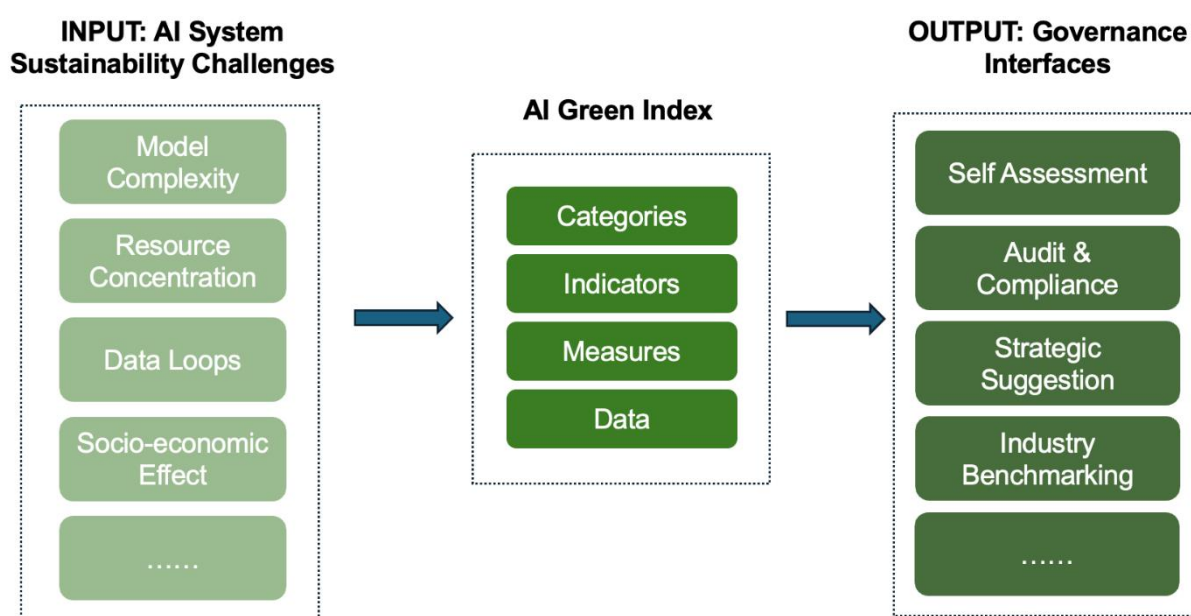 INPUT: AI System
Sustainability Challenges
Model
Complexity
Resource
Concentration
Data Loops
Socio-economic
Effect
......
AI Green Index
Categories
Indicators
Measures
Data
OUTPUT: Governance
Interfaces
Self Assessment
Audit &
Compliance
Strategic
Suggestion
Industry
Benchmarking
......